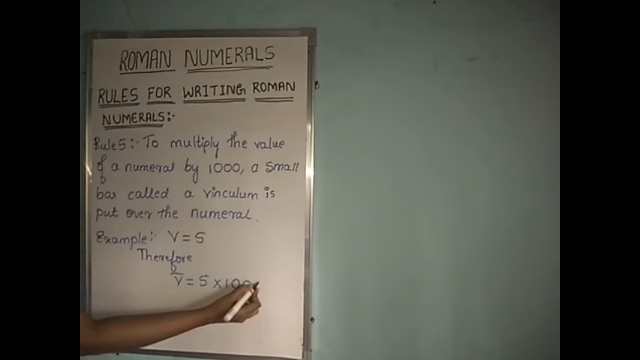 ROMAN NUMERALS
RULES FOR WRITING ROMAN
NUMERALS:-
Rule5:- To multiply the value
of a numeral by 1000, a small
bar called a vinculum is
put over the numeral.
Example:- V = 5
Therefore
V̅ = 5 × 100